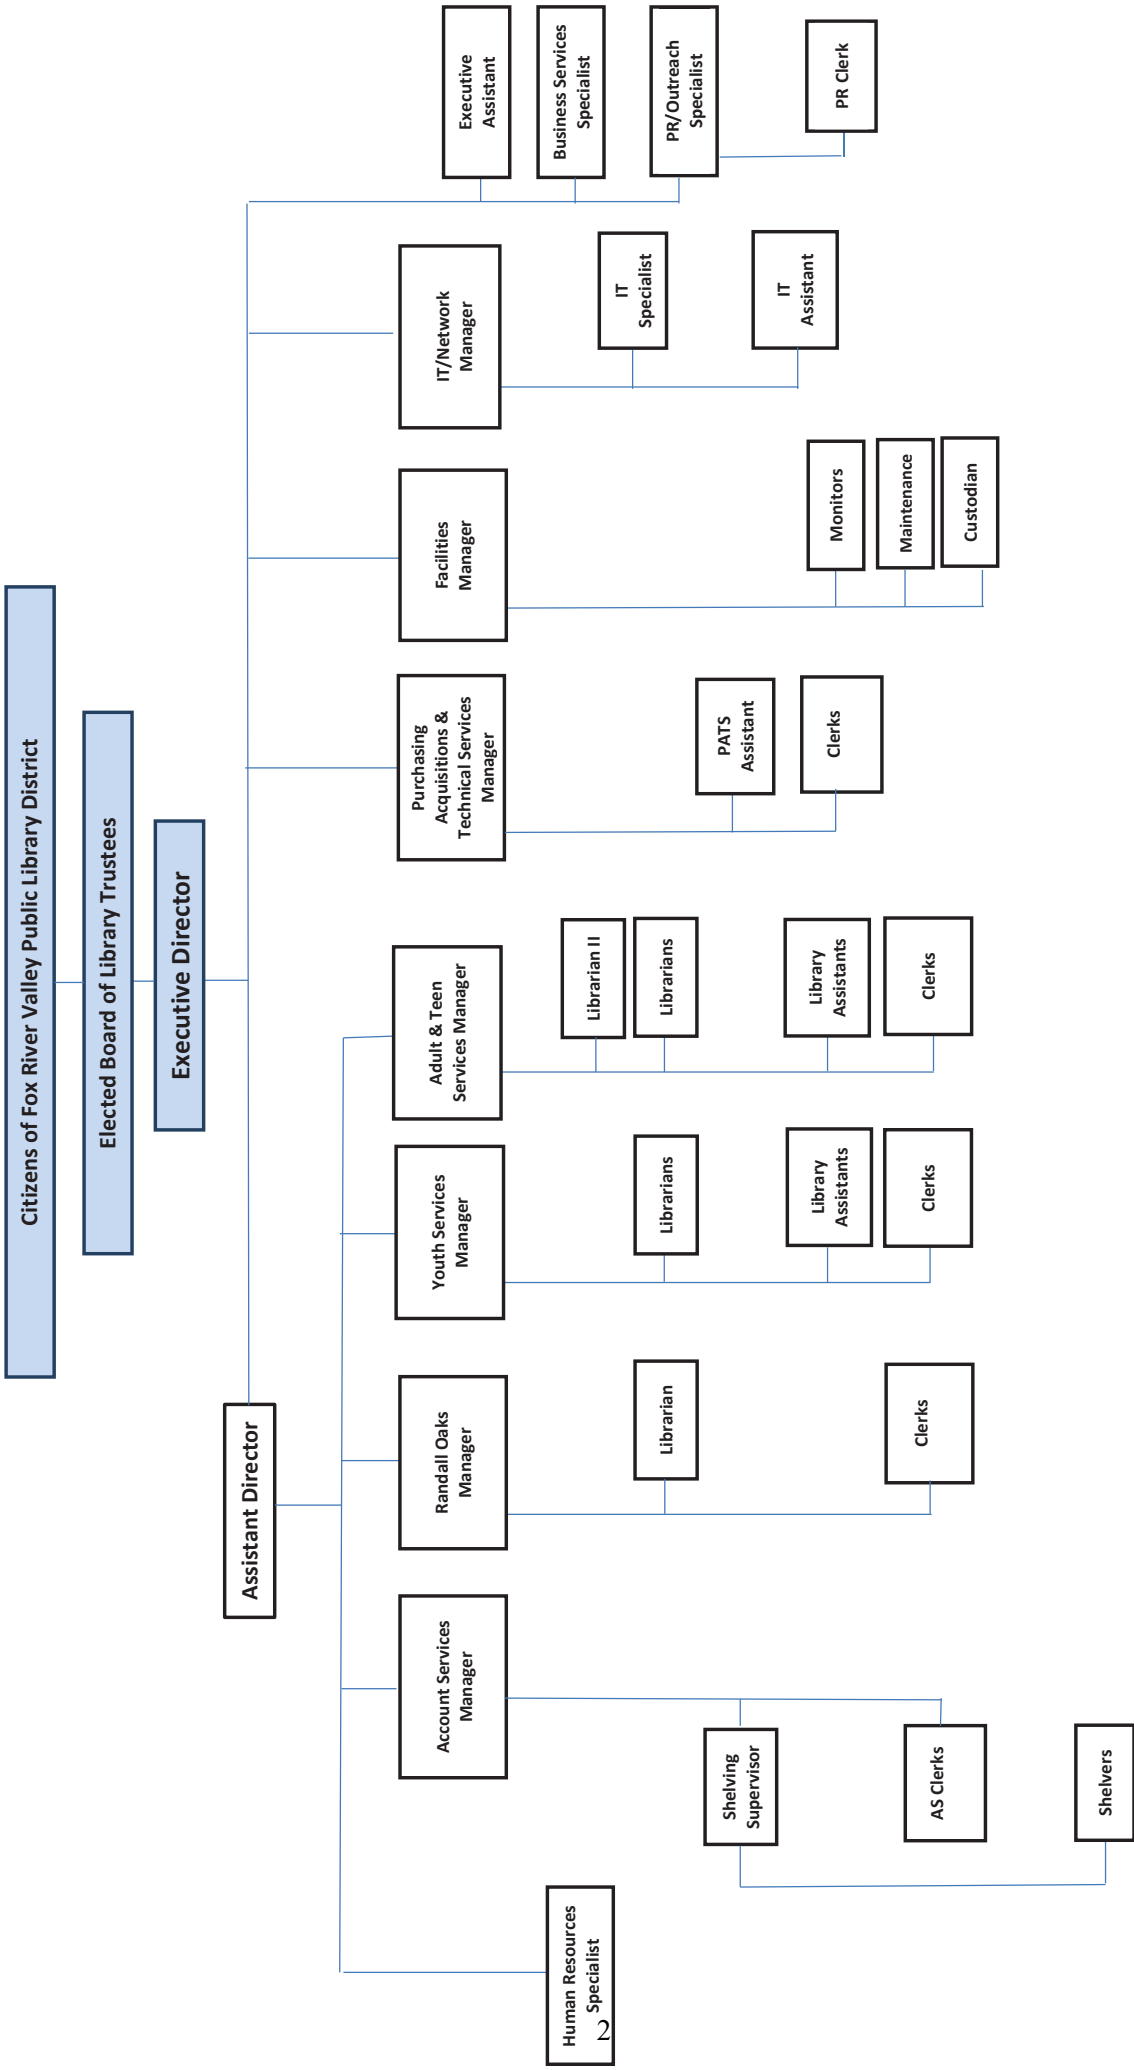 Citizens of Fox River Valley Public Library District
Elected Board of Library Trustees
Executive Director
Assistant Director
Human Resources
Specialist
Account Services
Manager
Randall Oaks
Manager
Youth Services
Manager
Adult & Teen
Services Manager
Purchasing
Acquisitions &
Technical Services
Manager
Facilities
Manager
IT/Network
Manager
Executive
Assistant
Business Services
Specialist
PR/Outreach
Specialist
PR Clerk
Shelving
Supervisor
AS Clerks
Shelvers
Librarian
Clerks
Librarians
Library
Assistants
Clerks
Librarian II
Librarians
Library
Assistants
Clerks
PATS
Assistant
Clerks
Monitors
Maintenance
Custodian
IT
Specialist
IT
Assistant
2